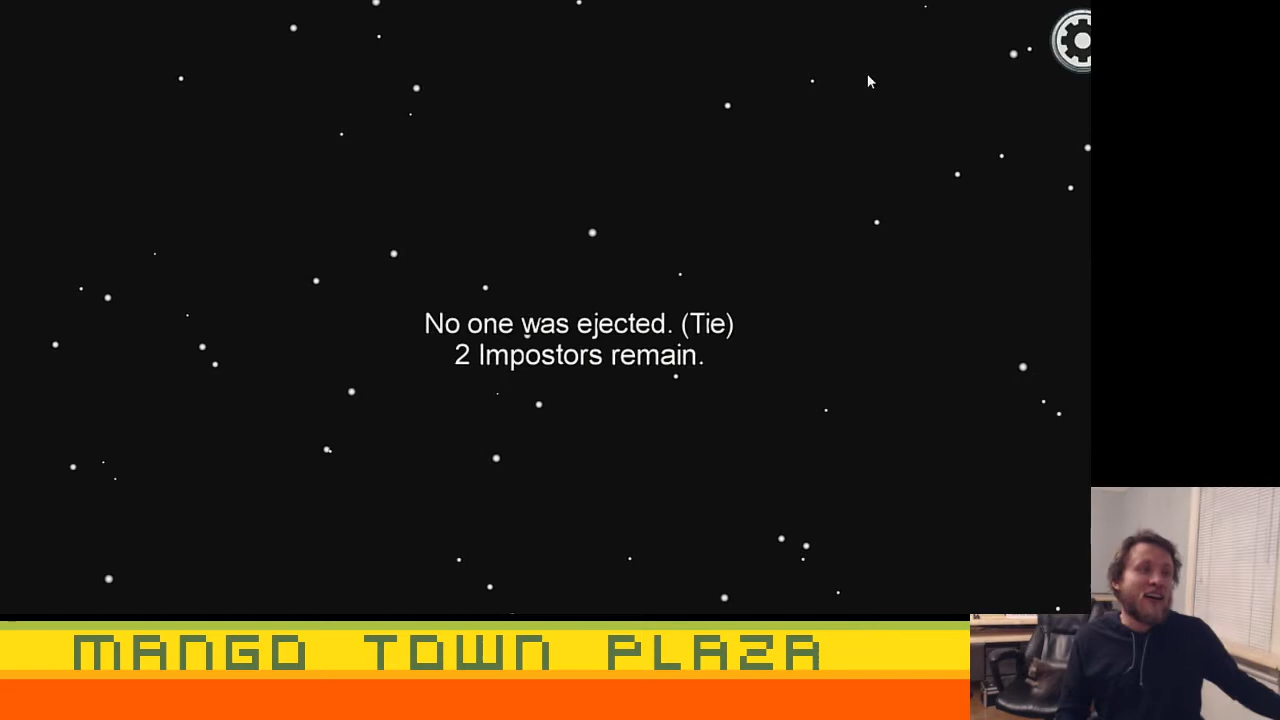 No one was ejected. (Tie)
2 Impostors remain.
MANGO TOWN PLAZA